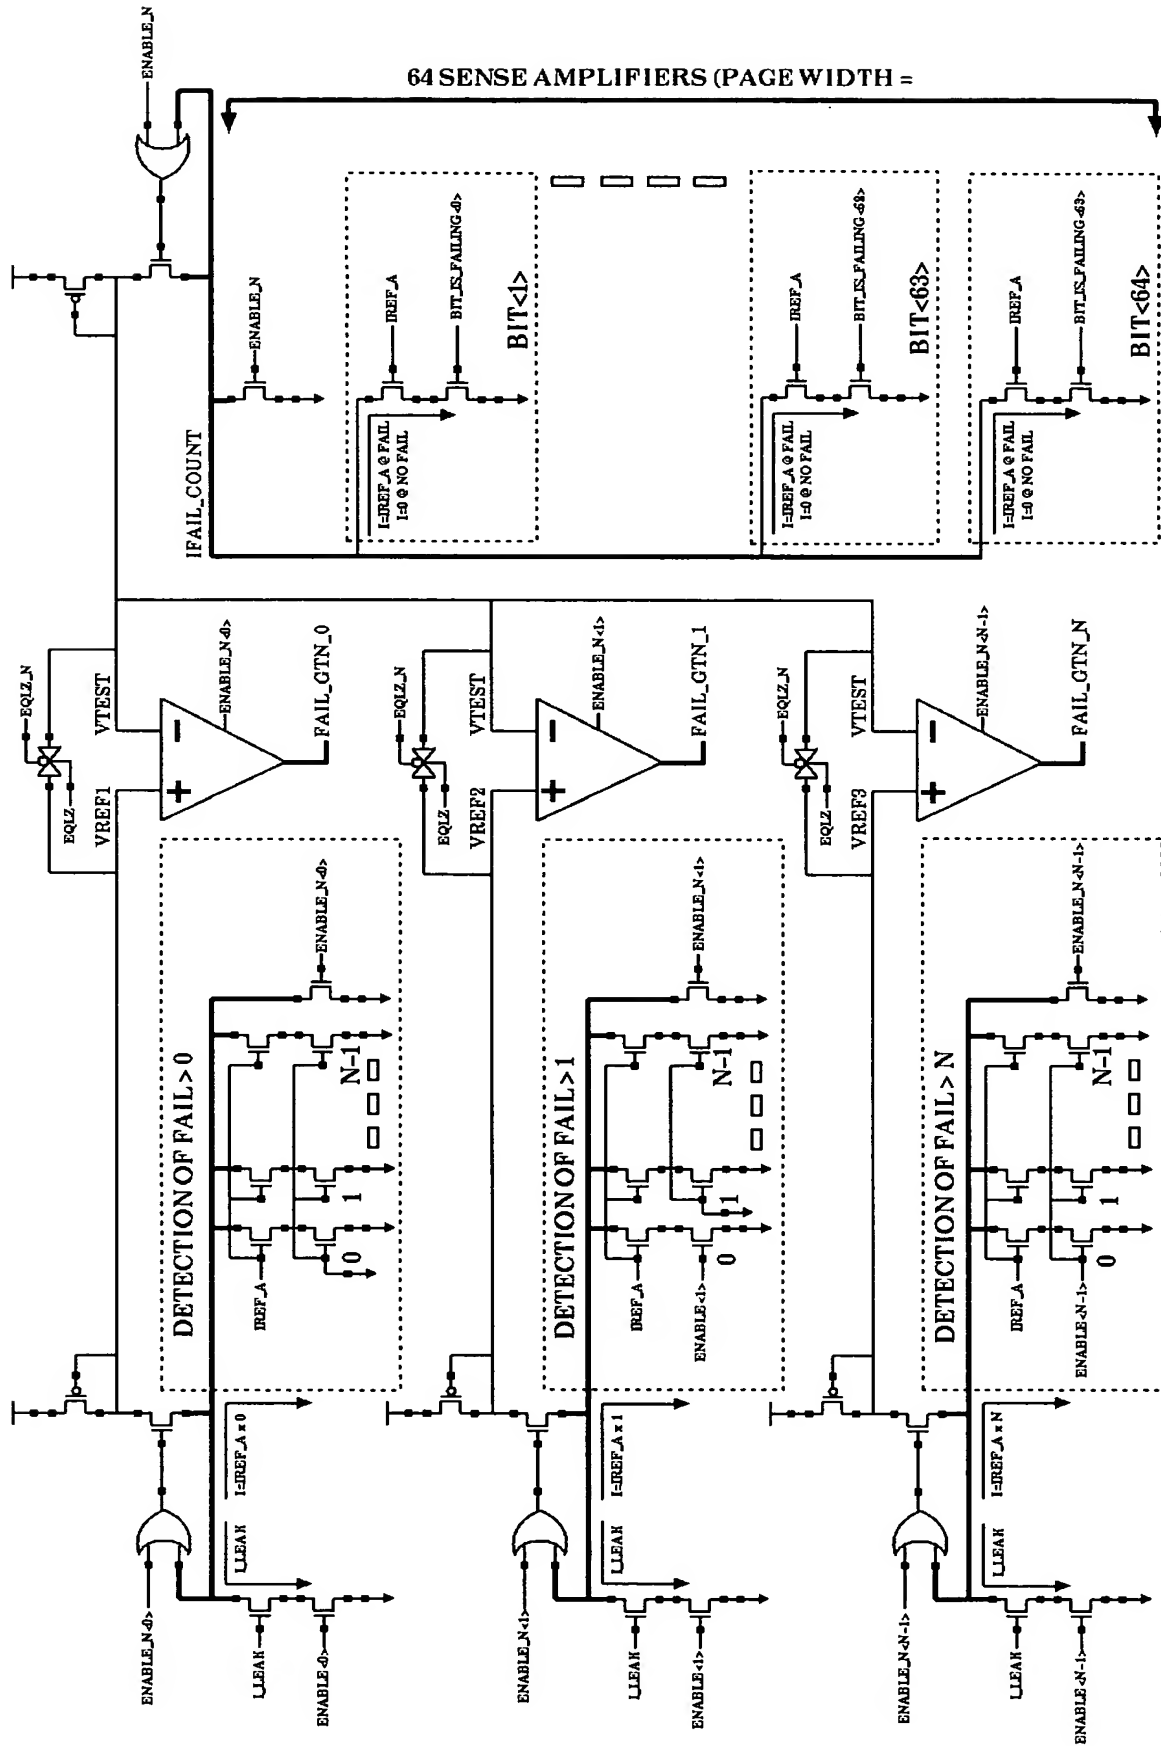 64 SENSE AMPLIFIERS (PAGE WIDTH =
ENABLE_N
ENABLE_N
IFAIL_COUNT
IREF_A
BIT_IS_FAILING<0>
I=IREF_A @ FAIL
I=0 @ NO FAIL
BIT<1>
IREF_A
BIT_IS_FAILING<62>
I=IREF_A @ FAIL
I=0 @ NO FAIL
BIT<63>
IREF_A
BIT_IS_FAILING<63>
I=IREF_A @ FAIL
I=0 @ NO FAIL
BIT<64>
EQLZ_N
EQLZ
VREF1
VTEST
+
−
ENABLE_N<0>
FAIL_GTN_0
DETECTION OF FAIL > 0
IREF_A
0
1
N-1
ENABLE_N<0>
ENABLE_N<0>
I_LEAK
ENABLE<0>
I_LEAK
I=IREF_A x 0
EQLZ_N
EQLZ
VREF2
VTEST
+
−
ENABLE_N<1>
FAIL_GTN_1
DETECTION OF FAIL > 1
IREF_A
ENABLE<1>
0
1
N-1
ENABLE_N<1>
ENABLE_N<1>
I_LEAK
ENABLE<1>
I_LEAK
I=IREF_A x 1
EQLZ_N
EQLZ
VREF3
VTEST
+
−
ENABLE_N<N-1>
FAIL_GTN_N
DETECTION OF FAIL > N
IREF_A
ENABLE<N-1>
0
1
N-1
ENABLE_N<N-1>
ENABLE_N<N-1>
I_LEAK
ENABLE<N-1>
I_LEAK
I=IREF_A x N